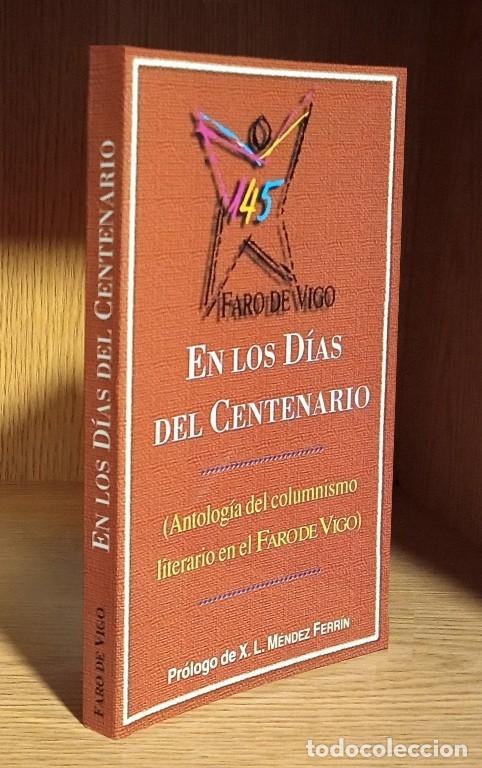 145
FARO DE VIGO
EN LOS DÍAS
DEL CENTENARIO
(Antología del columnismo
literario en el FARO DE VIGO)
Prólogo de X. L. MÉNDEZ FERRÍN
FARO DE VIGO EN LOS DÍAS DEL CENTENARIO
todocoleccion